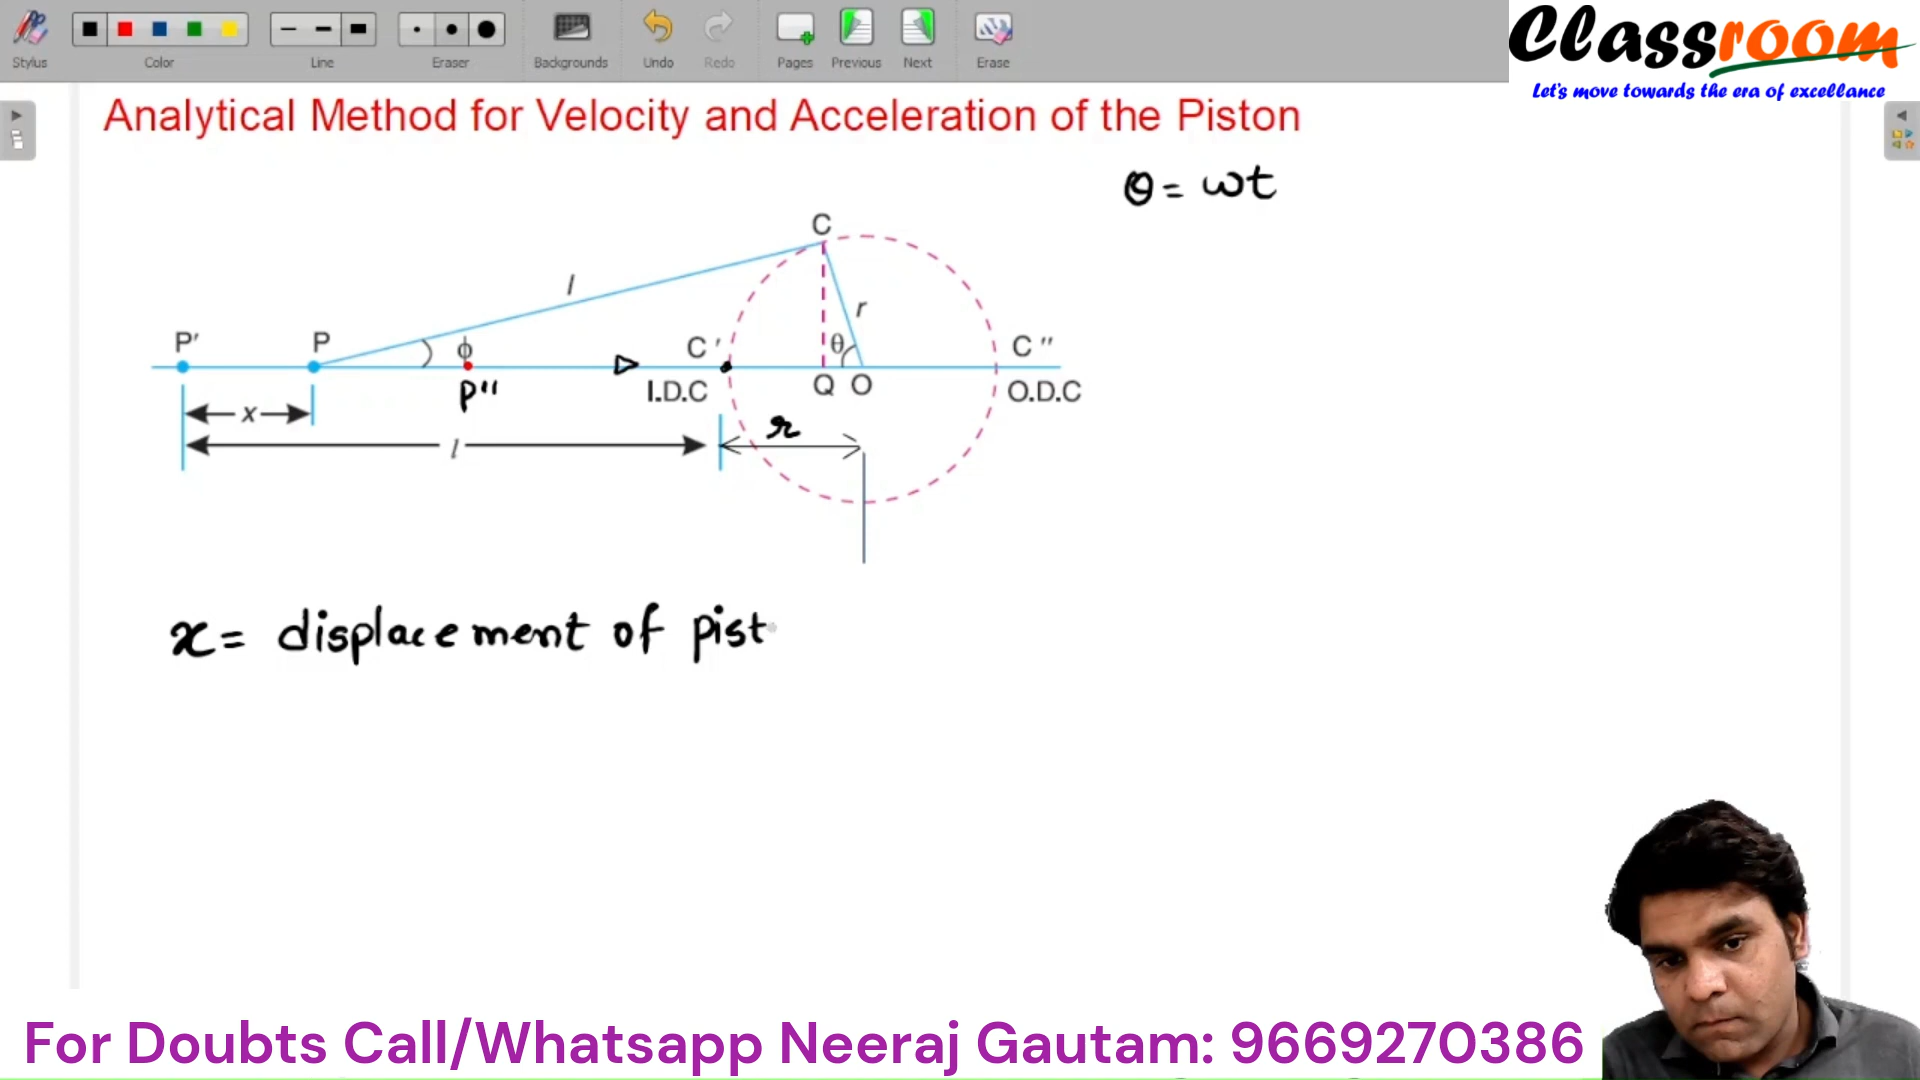 Stylus
Color
Line
Eraser
Backgrounds
Undo
Redo
Pages
Previous
Next
Erase
Classroom
Let's move towards the era of excellance
Analytical Method for Velocity and Acceleration of the Piston
θ = ωt
C
l
r
P'
P
ϕ
C'
θ
C"
P"
I.D.C
Q
O
O.D.C
x
l
r
x = displacement of pist
For Doubts Call/Whatsapp Neeraj Gautam: 9669270386